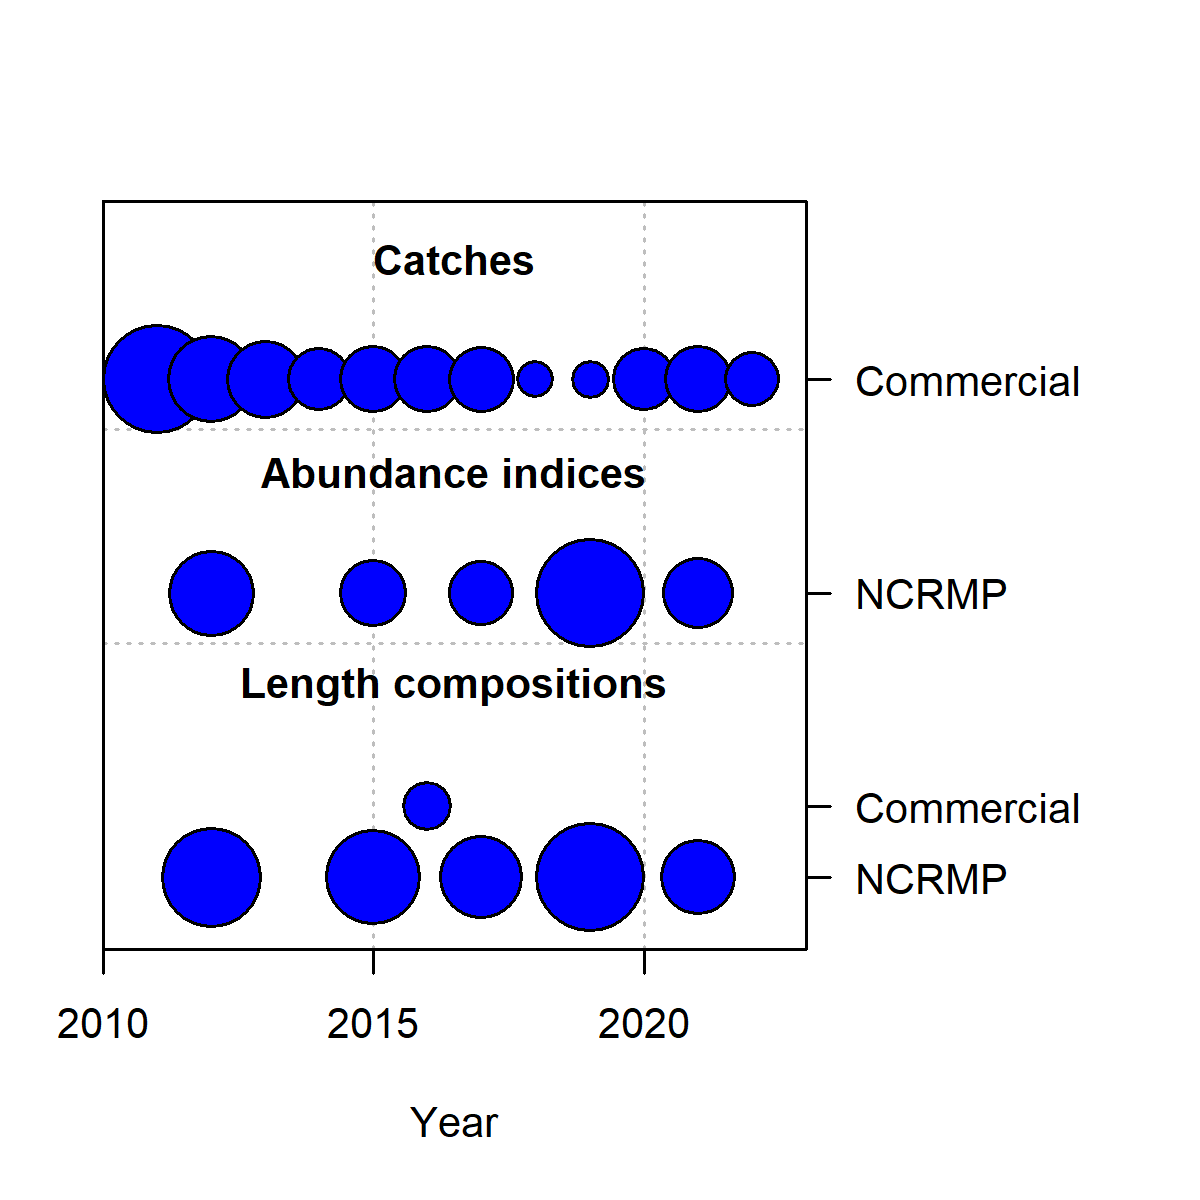 Catches
Commercial
Abundance indices
NCRMP
Length compositions
Commercial
NCRMP
2010 2015 2020
Year